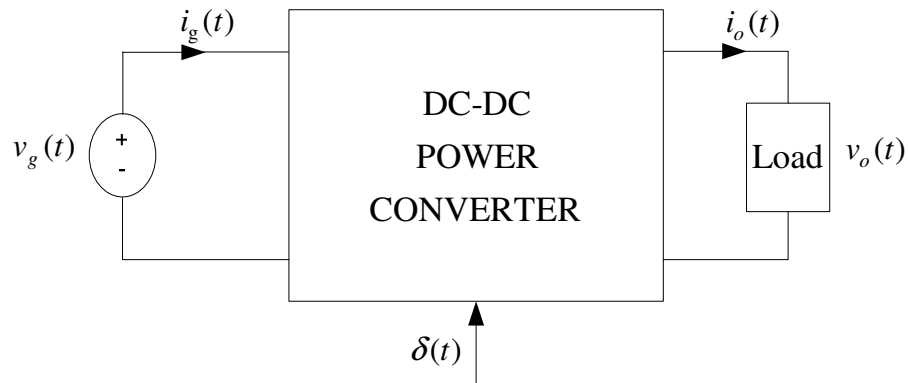 i_g(t)
i_o(t)
DC-DC
POWER
CONVERTER
v_g(t)
+
-
Load
v_o(t)
δ(t)